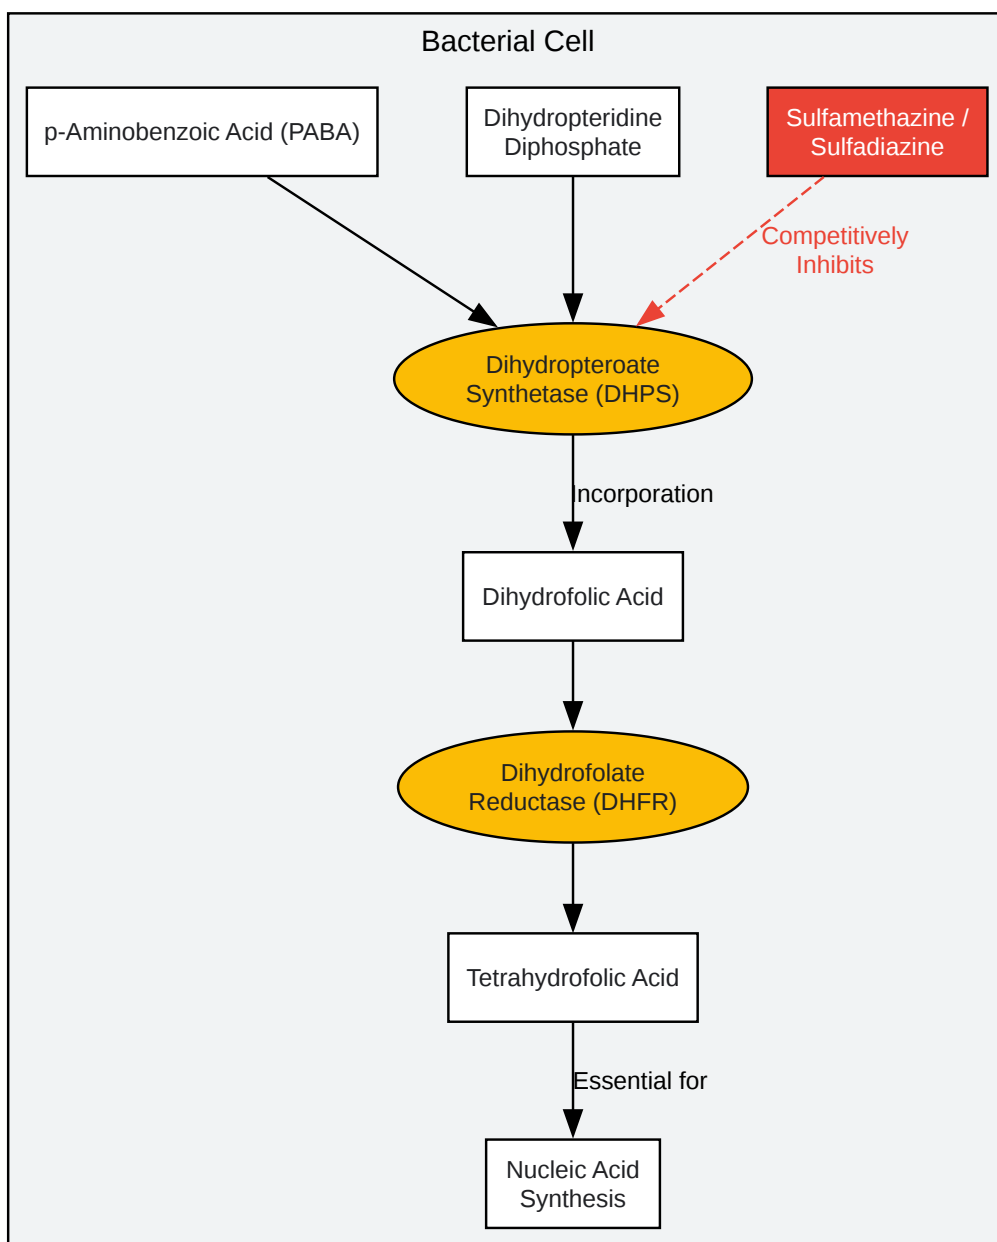 Bacterial Cell
p-Aminobenzoic Acid (PABA)
Dihydropteridine
Diphosphate
Sulfamethazine /
Sulfadiazine
Competitively
Inhibits
Dihydropteroate
Synthetase (DHPS)
Incorporation
Dihydrofolic Acid
Dihydrofolate
Reductase (DHFR)
Tetrahydrofolic Acid
Essential for
Nucleic Acid
Synthesis